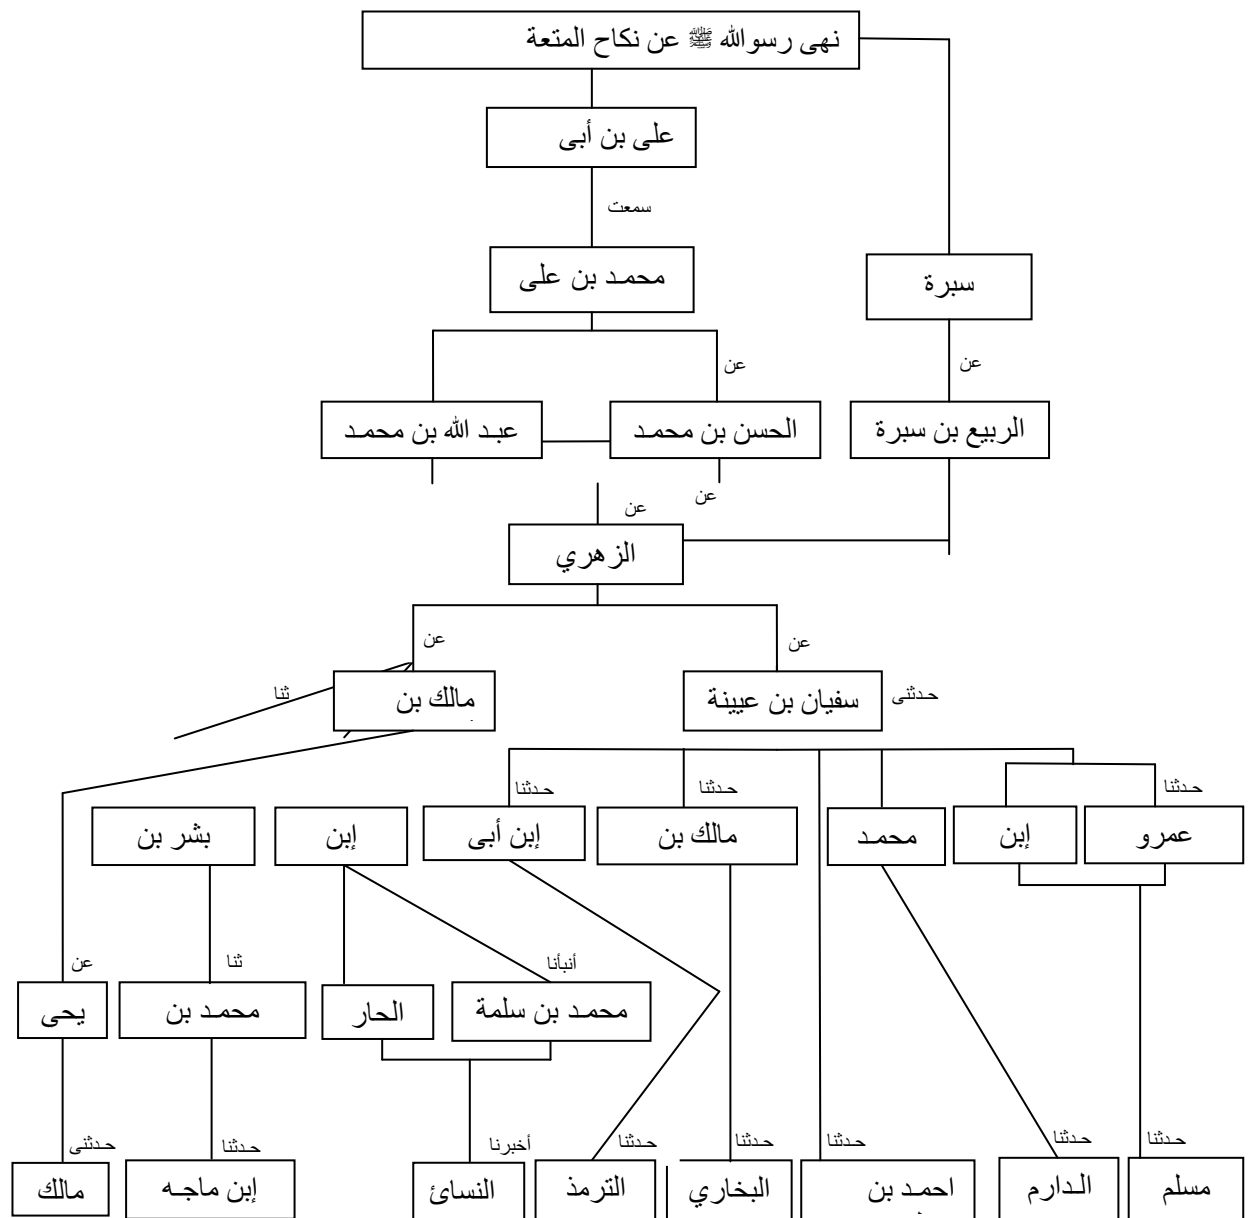 نهى رسوالله ﷺ عن نكاح المتعة
على بن أبى
سمعت
محمد بن على
سبرة
عن
عن
الربيع بن سبرة
الحسن بن محمد
عبد الله بن محمد
عن
عن
الزهري
عن
عن
حدثنى
سفيان بن عيينة
مالك بن
ثنا
حدثنا
حدثنا
حدثنا
عمرو
إبن
محمد
مالك بن
إبن أبى
إبن
بشر بن
أنبأنا
ثنا
عن
محمد بن سلمة
الحار
محمد بن
يحى
حدثنا
حدثنا
حدثنا
حدثنا
حدثنا
أخبرنا
حدثنا
حدثنى
مسلم
الدارم
احمد بن
البخاري
الترمذ
النسائ
إبن ماجه
مالك